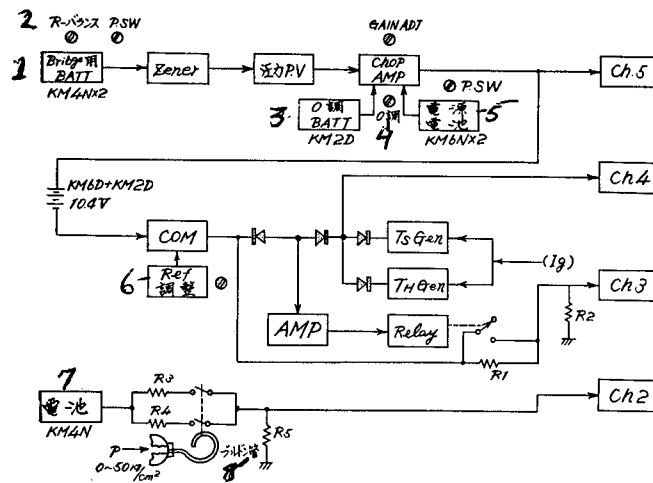 2
R-バランス P.SW
GAIN ADJ
1
Bridge用
BATT
KM4N×2
Zener
圧力P.V
Chop
AMP
Ch.5
3
0調
BATT
KM2D
4
0調
P.SW
電源
電池
5
KM6N×2
KM6D+KM2D
10.4V
COM
6
Ref
調整
Ch4
TS Gen
TH Gen
(Ig)
Ch3
AMP
Relay
R1
R2
7
電池
KM4N
R3
R4
R5
Ch2
P
0~50㎏/cm²
ブルドン管
8